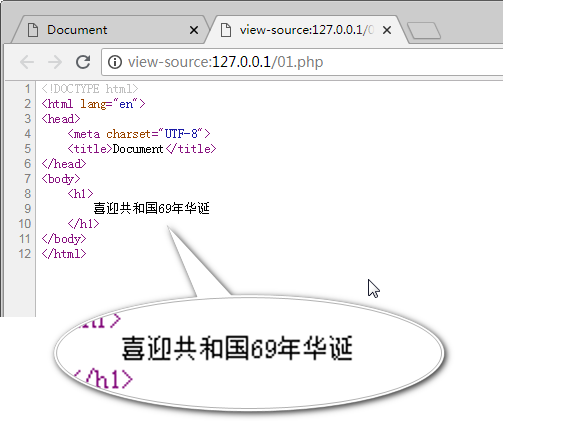 Document
view-source:127.0.0.1/0
view-source:127.0.0.1/01.php
1 <!DOCTYPE html>
2 <html lang="en">
3 <head>
4 <meta charset="UTF-8">
5 <title>Document</title>
6 </head>
7 <body>
8 <h1>
9 喜迎共和国69年华诞
10 </h1>
11 </body>
12 </html>
喜迎共和国69年华诞
</h1>